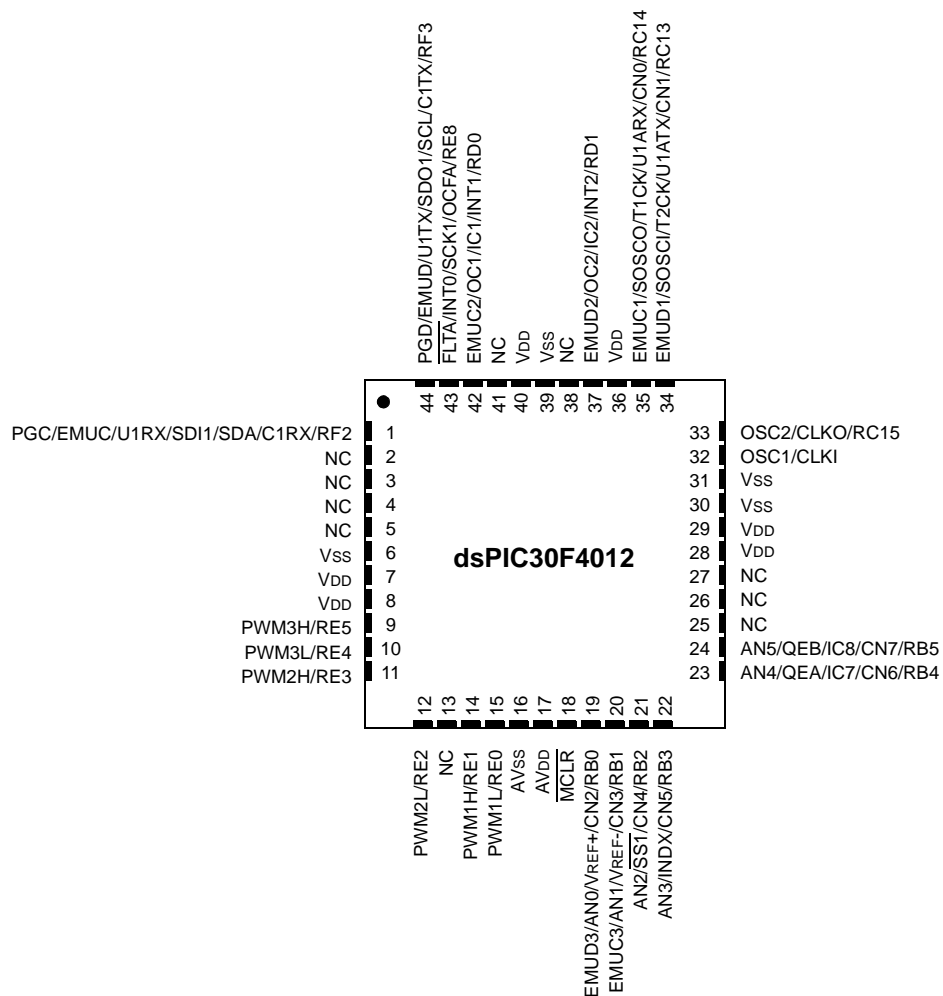 PGD/EMUD/U1TX/SDO1/SCL/C1TX/RF3
FLTA/INT0/SCK1/OCFA/RE8
EMUC2/OC1/IC1/INT1/RD0
NC
VDD
VSS
NC
EMUD2/OC2/IC2/INT2/RD1
VDD
EMUC1/SOSCO/T1CK/U1ARX/CN0/RC14
EMUD1/SOSCI/T2CK/U1ATX/CN1/RC13
44 43 42 41 40 39 38 37 36 35 34
PGC/EMUC/U1RX/SDI1/SDA/C1RX/RF2 1
NC 2
NC 3
NC 4
NC 5
VSS 6
VDD 7
VDD 8
PWM3H/RE5 9
PWM3L/RE4 10
PWM2H/RE3 11
dsPIC30F4012
33 OSC2/CLKO/RC15
32 OSC1/CLKI
31 VSS
30 VSS
29 VDD
28 VDD
27 NC
26 NC
25 NC
24 AN5/QEB/IC8/CN7/RB5
23 AN4/QEA/IC7/CN6/RB4
12 13 14 15 16 17 18 19 20 21 22
PWM2L/RE2
NC
PWM1H/RE1
PWM1L/RE0
AVSS
AVDD
MCLR
EMUD3/AN0/VREF+/CN2/RB0
EMUC3/AN1/VREF-/CN3/RB1
AN2/SS1/CN4/RB2
AN3/INDX/CN5/RB3